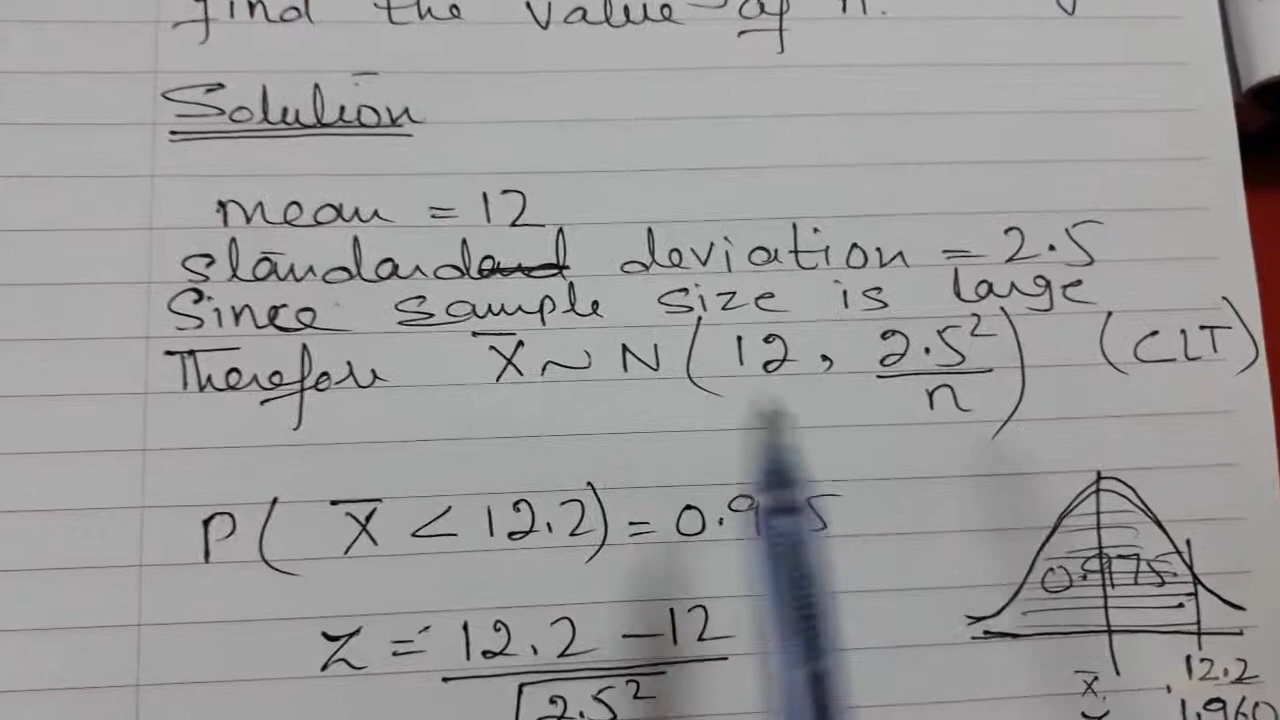 find the value of n.
Solution
mean = 12
standard deviation = 2.5
Since sample size is large
Therefore X̄ ~ N(12, 2.5²/n) (CLT)
P(X̄ < 12.2) = 0.9 5
0.975
Z = 12.2 - 12
√2.5²
X̄ 12.2
1.960